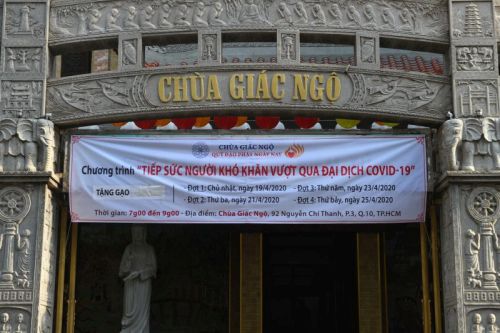 CHÙA GIÁC NGỘ
CHÙA GIÁC NGỘ
QUỸ ĐẠO PHẬT NGÀY NAY
Chương trình "TIẾP SỨC NGƯỜI KHÓ KHĂN VƯỢT QUA ĐẠI DỊCH COVID-19"
TẶNG GẠO
- Đợt 1: Chủ nhật, ngày 19/4/2020 - Đợt 3: Thứ năm, ngày 23/4/2020
- Đợt 2: Thứ ba, ngày 21/4/2020 - Đợt 4: Thứ bảy, ngày 25/4/2020
Thời gian: 7g00 đến 9g00 - Địa điểm: Chùa Giác Ngộ, 92 Nguyễn Chí Thanh, P.3, Q.10, TP.HCM